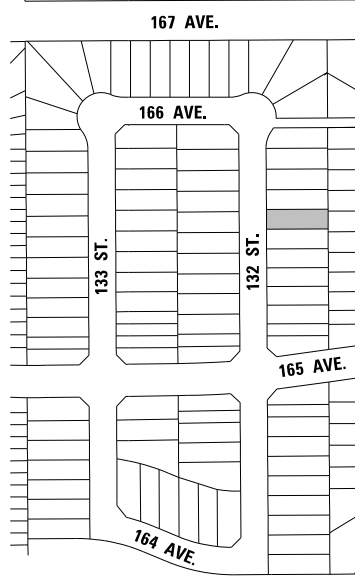 167 AVE.
166 AVE.
133 ST.
132 ST.
165 AVE.
164 AVE.